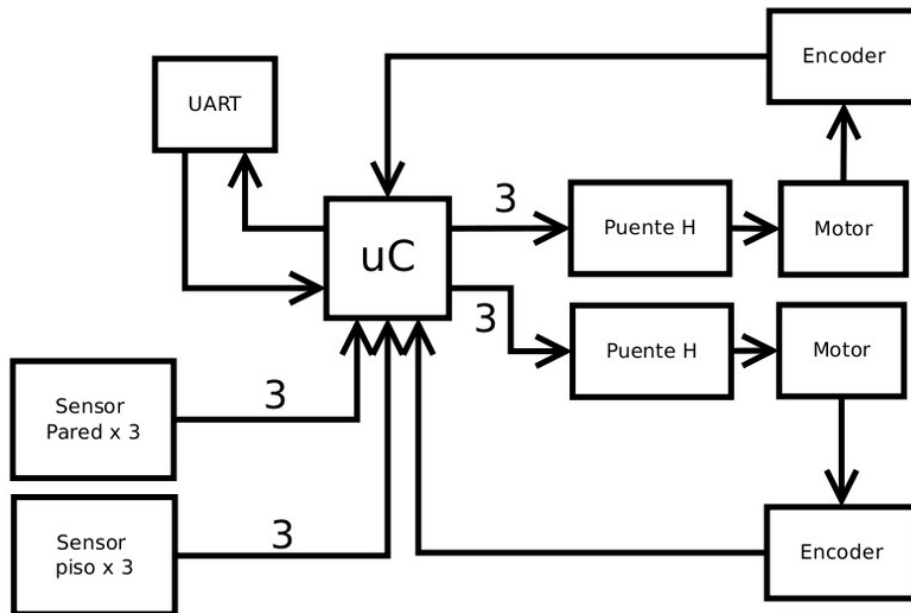 Encoder
UART
3
Puente H
Motor
uC
3
Puente H
Motor
Sensor
Pared x 3
3
Sensor
piso x 3
3
Encoder